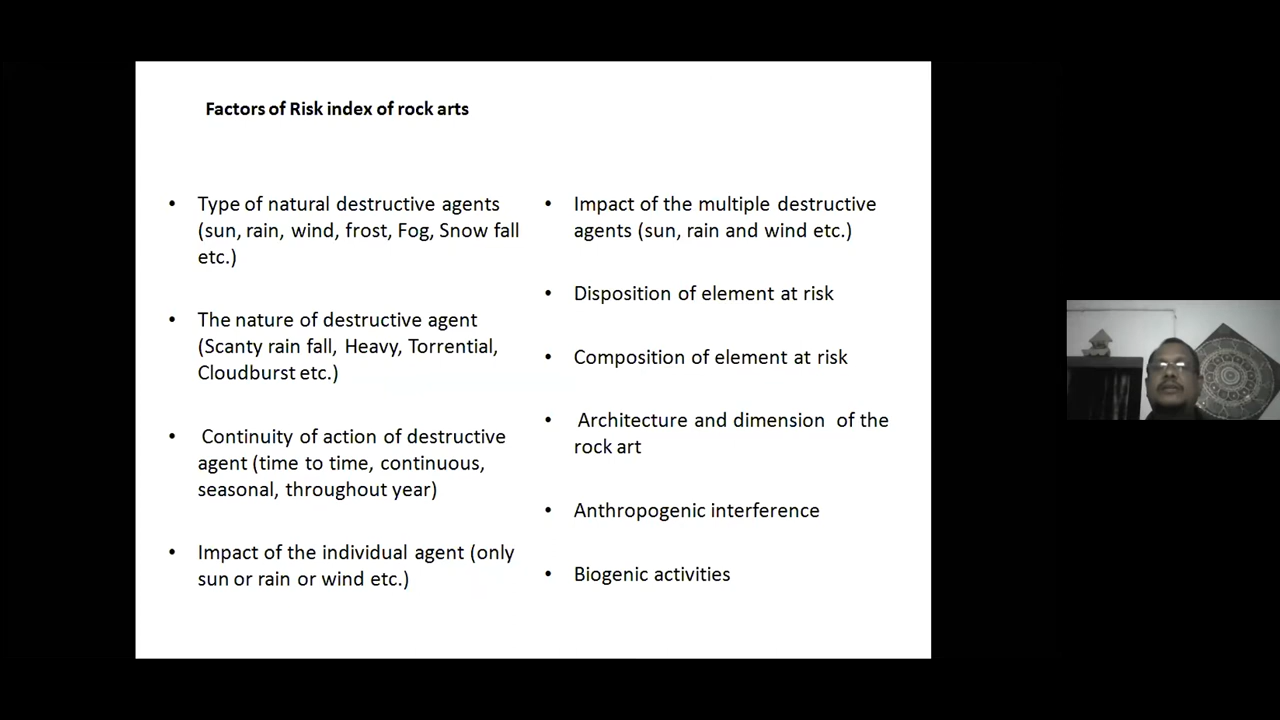 Factors of Risk index of rock arts
• Type of natural destructive agents
(sun, rain, wind, frost, Fog, Snow fall
etc.)
• The nature of destructive agent
(Scanty rain fall, Heavy, Torrential,
Cloudburst etc.)
• Continuity of action of destructive
agent (time to time, continuous,
seasonal, throughout year)
• Impact of the individual agent (only
sun or rain or wind etc.)
• Impact of the multiple destructive
agents (sun, rain and wind etc.)
• Disposition of element at risk
• Composition of element at risk
• Architecture and dimension of the
rock art
• Anthropogenic interference
• Biogenic activities